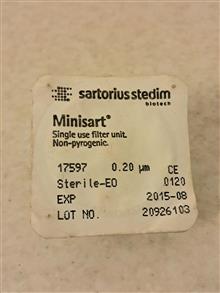 sartorius stedim
biotech
Minisart®
Single use filter unit.
Non-pyrogenic.
17597 0.20 µm CE
Sterile-EO 0120
EXP 2015-08
LOT NO. 20926103